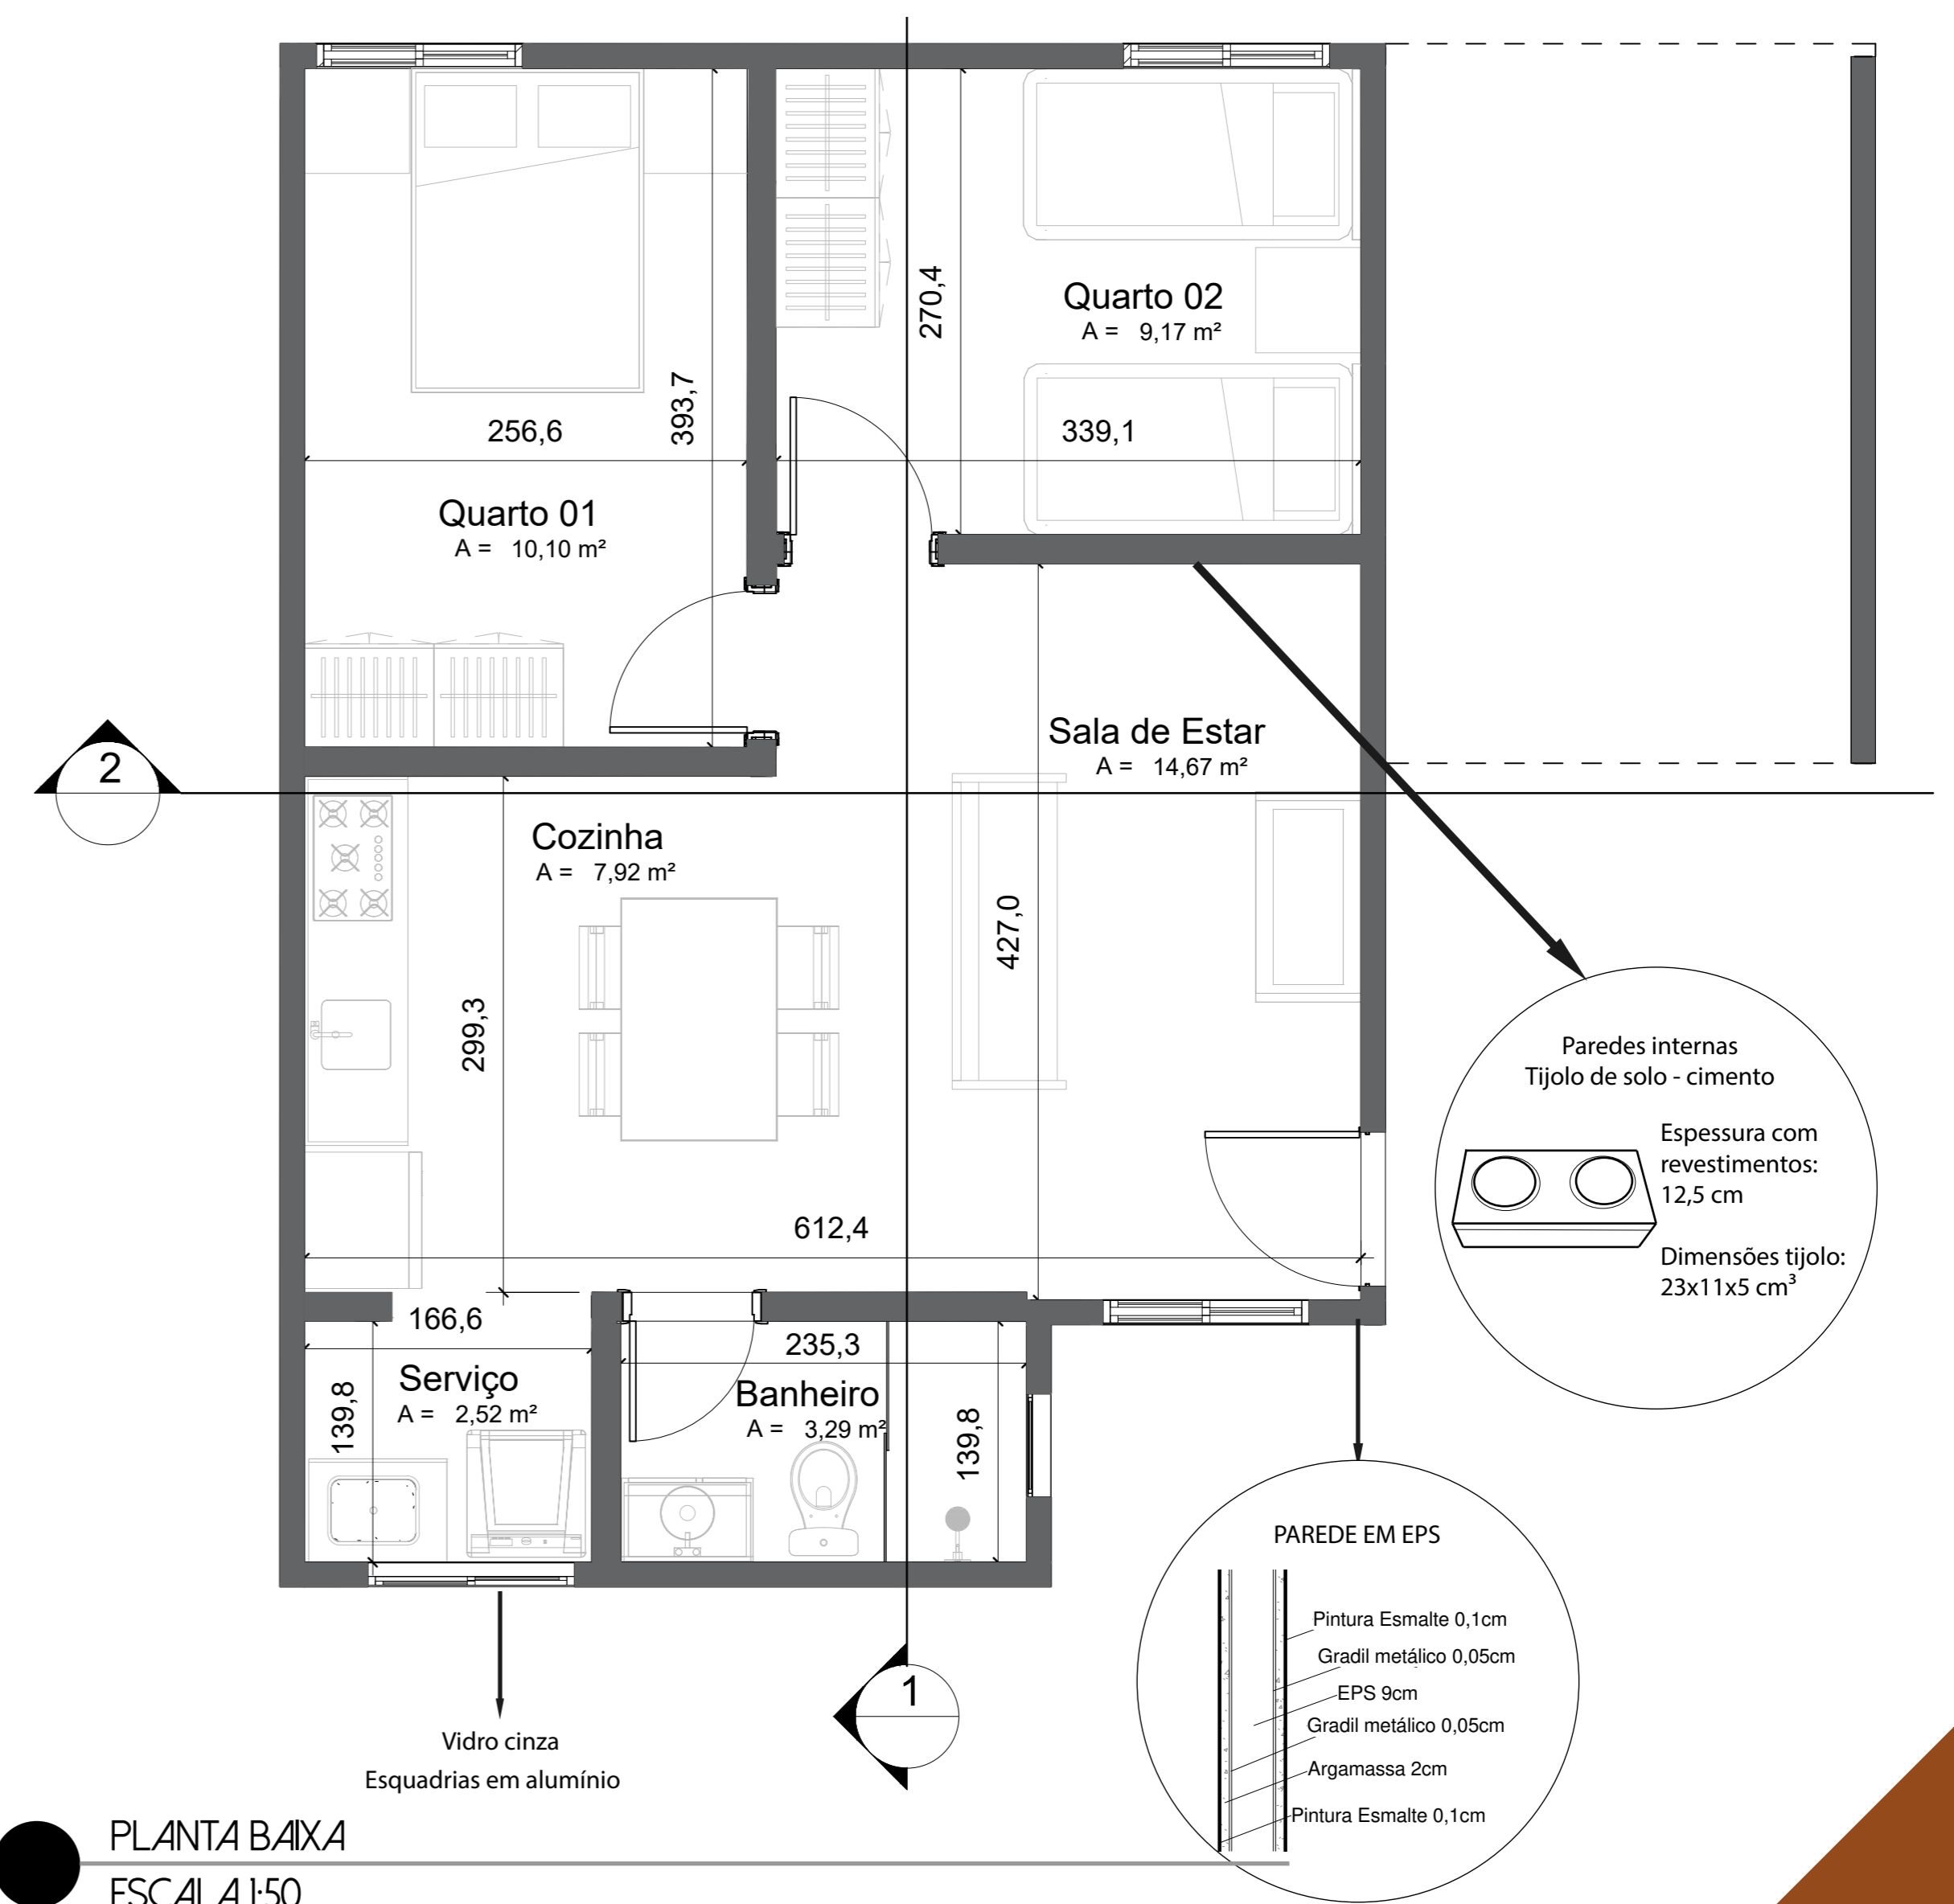 270,4
Quarto 02
A = 9,17 m²
393,7
256,6
339,1
Quarto 01
A = 10,10 m²
Sala de Estar
A = 14,67 m²
2
Cozinha
A = 7,92 m²
427,0
299,3
Paredes internas
Tijolo de solo - cimento
Espessura com
revestimentos:
12,5 cm
Dimensões tijolo:
23x11x5 cm³
612,4
166,6
235,3
Serviço
A = 2,52 m²
139,8
Banheiro
A = 3,29 m²
139,8
PAREDE EM EPS
Pintura Esmalte 0,1cm
Gradil metálico 0,05cm
EPS 9cm
Gradil metálico 0,05cm
Argamassa 2cm
Pintura Esmalte 0,1cm
1
Vidro cinza
Esquadrias em alumínio
PLANTA BAIXA
ESCALA 1:50